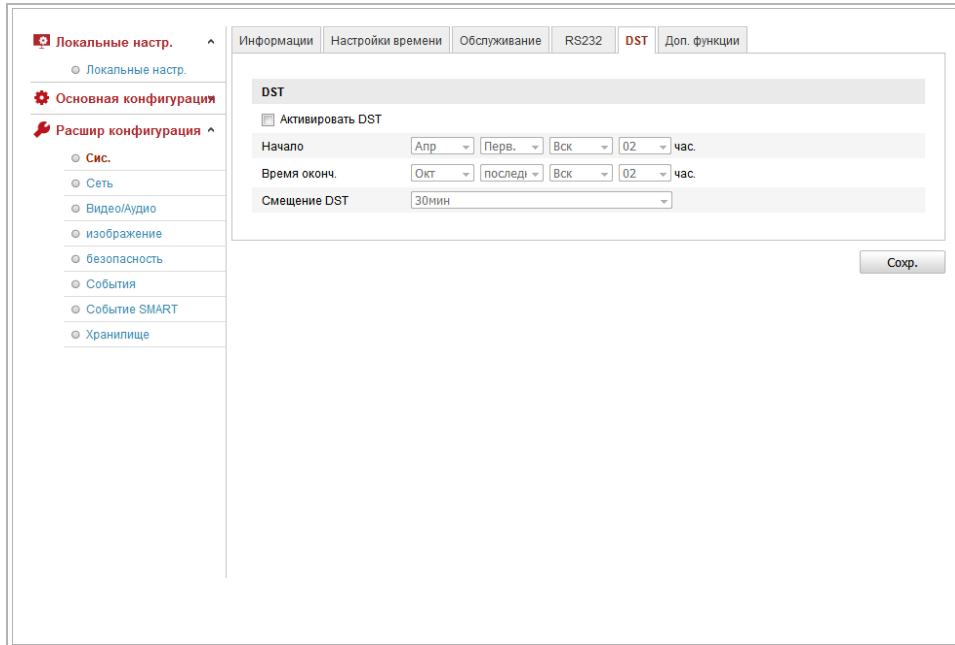 Локальные настр.
Локальные настр.
Основная конфигурация
Расшир конфигурация
Сис.
Сеть
Видео/Аудио
изображение
безопасность
События
Событие SMART
Хранилище
Информации Настройки времени Обслуживание RS232 DST Доп. функции
DST
Активировать DST
Начало Апр Перв. Вск 02 час.
Время оконч. Окт последн Вск 02 час.
Смещение DST 30мин
Сохр.